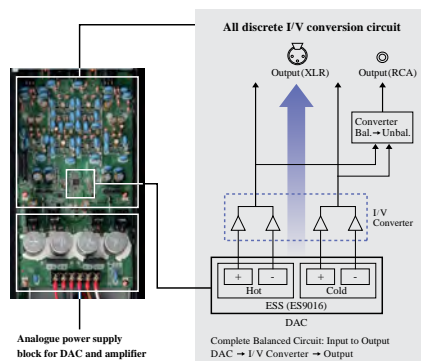 All discrete I/V conversion circuit
Output (XLR)
Output (RCA)
Converter
Bal.→Unbal.
I/V
Converter
+ - + -
Hot Cold
ESS (ES9016)
DAC
Analogue power supply
block for DAC and amplifier
Complete Balanced Circuit: Input to Output
DAC → I/V Converter → Output